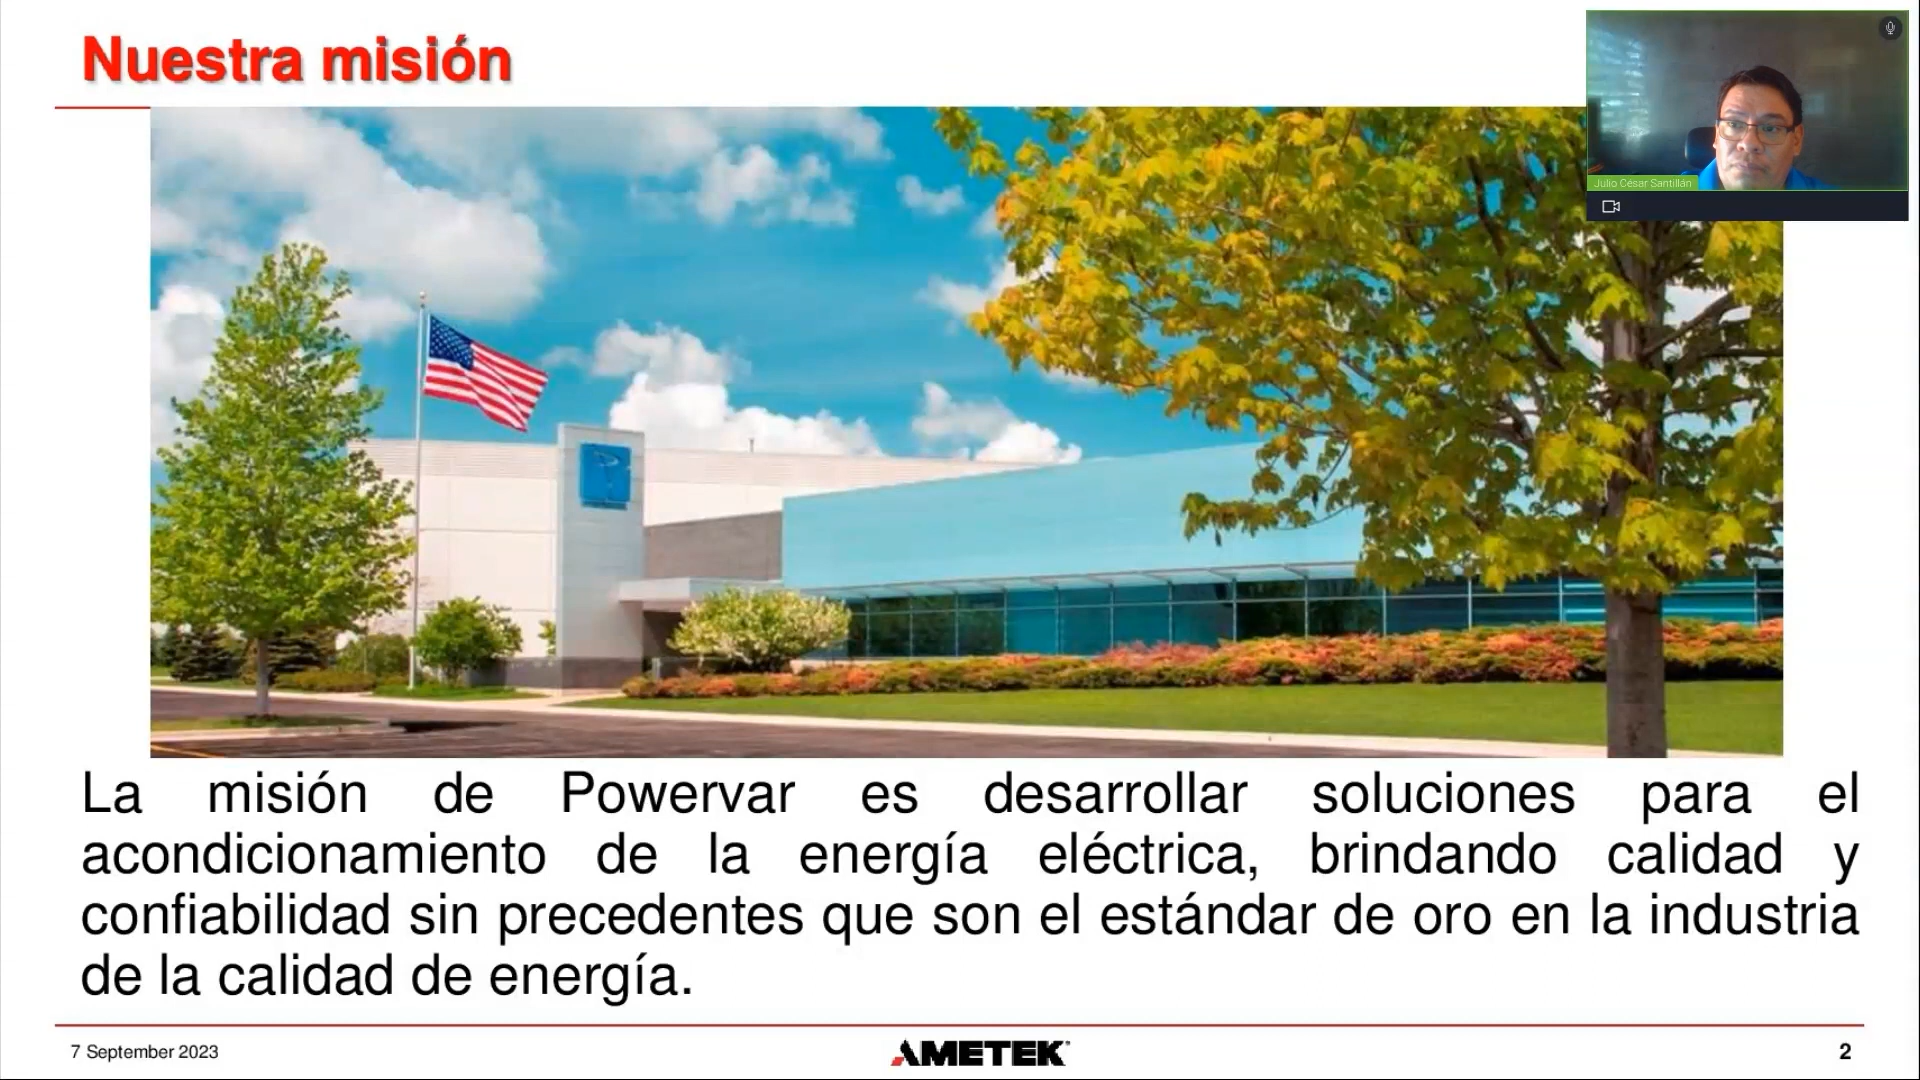 Nuestra misión
Julio César Santillán
La misión de Powervar es desarrollar soluciones para el
acondicionamiento de la energía eléctrica, brindando calidad y
confiabilidad sin precedentes que son el estándar de oro en la industria
de la calidad de energía.
7 September 2023
AMETEK
2